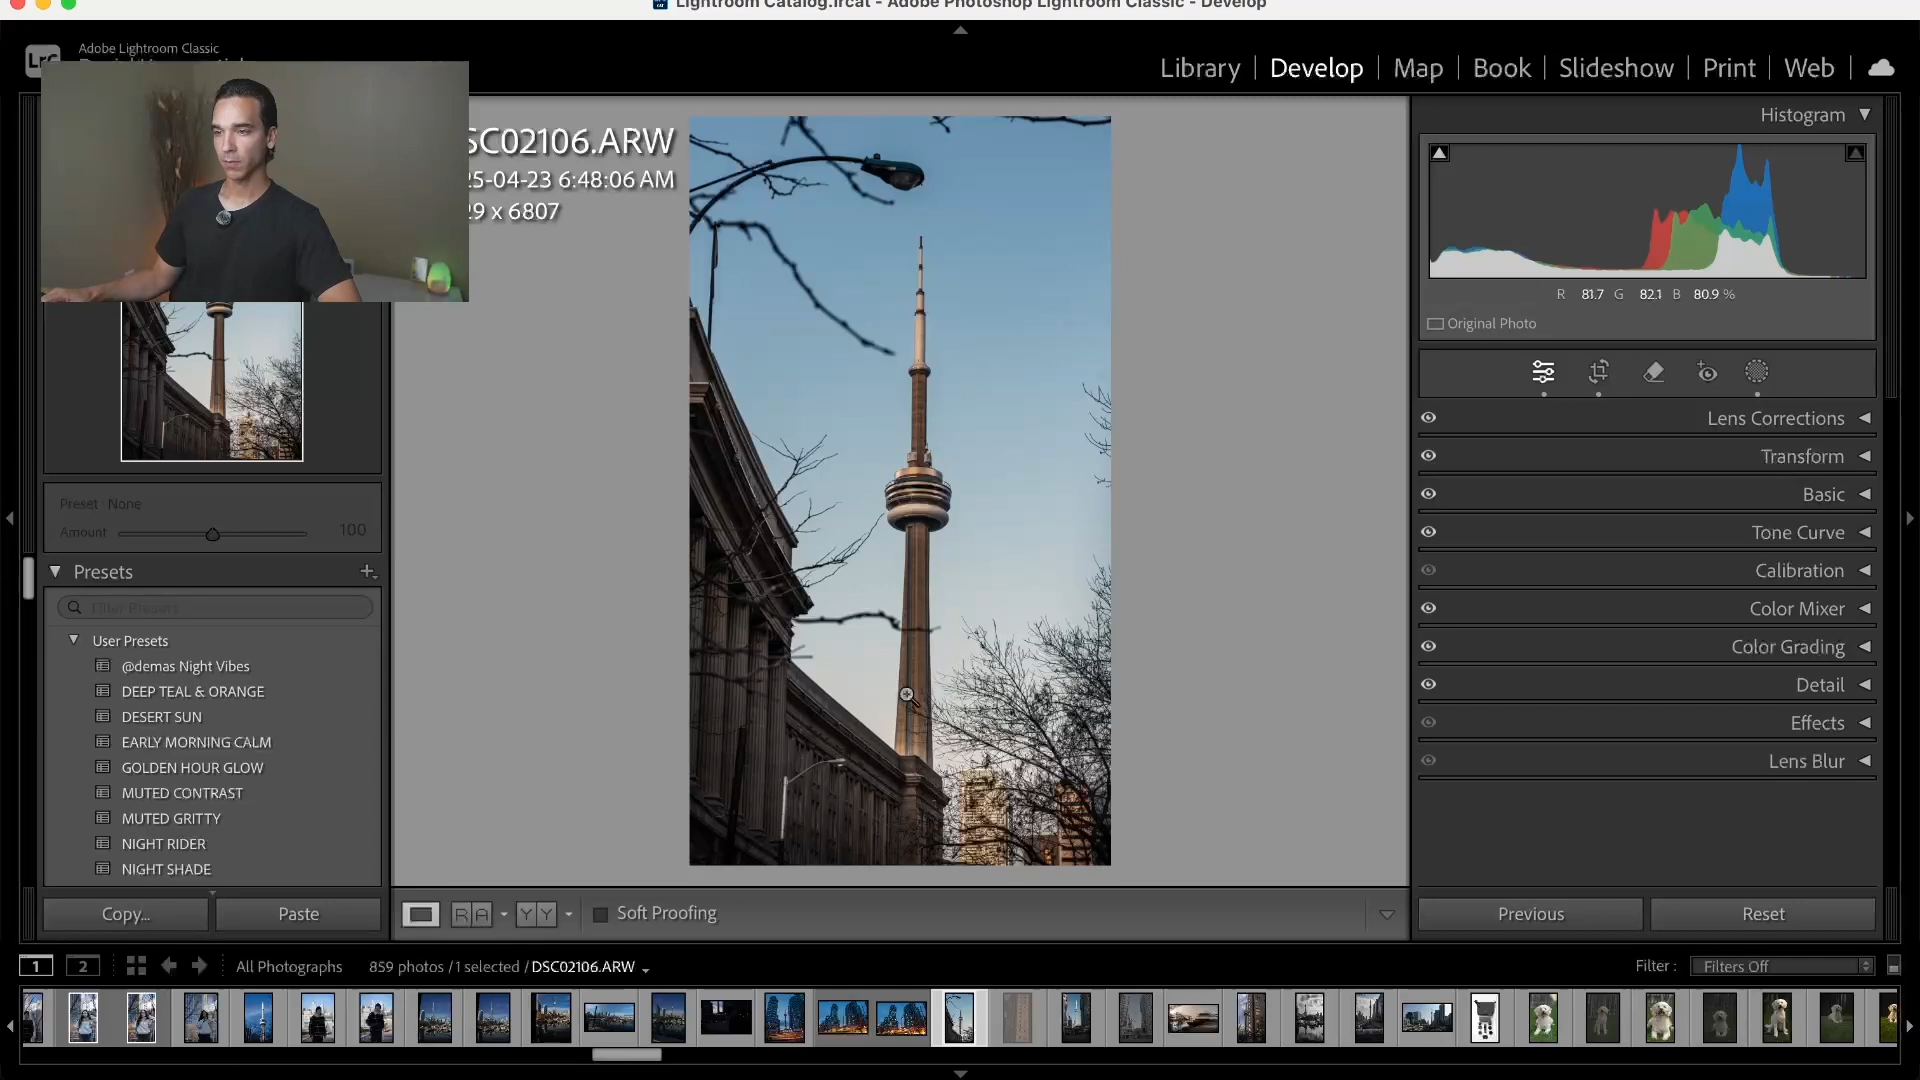 Lightroom Catalog.lrcat - Adobe Photoshop Lightroom Classic - Develop
Adobe Lightroom Classic
Library | Develop | Map | Book | Slideshow | Print | Web
SC02106.ARW
25-04-23 6:48:06 AM
29 x 6807
Histogram
R 81.7 G 82.1 B 80.9 %
Original Photo
Lens Corrections
Transform
Basic
Tone Curve
Calibration
Color Mixer
Color Grading
Detail
Effects
Lens Blur
Preset None
Amount 100
Presets
Filter Presets
User Presets
@demas Night Vibes
DEEP TEAL & ORANGE
DESERT SUN
EARLY MORNING CALM
GOLDEN HOUR GLOW
MUTED CONTRAST
MUTED GRITTY
NIGHT RIDER
NIGHT SHADE
Copy... Paste
R A Y Y Soft Proofing
Previous Reset
1 2 All Photographs 859 photos / 1 selected / DSC02106.ARW
Filter : Filters Off